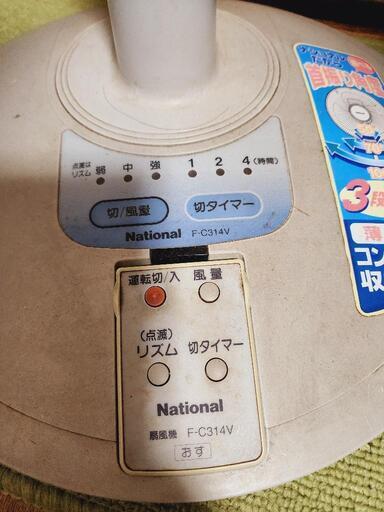 点滅は
リズム 弱 中 強 1 2 4 (時間)
切/風量 切タイマー
National F-C314V
運転切/入 風量
(点滅)
リズム 切タイマー
National
扇風機 F-C314V
おす
首振り角度
3段
薄
コン
収